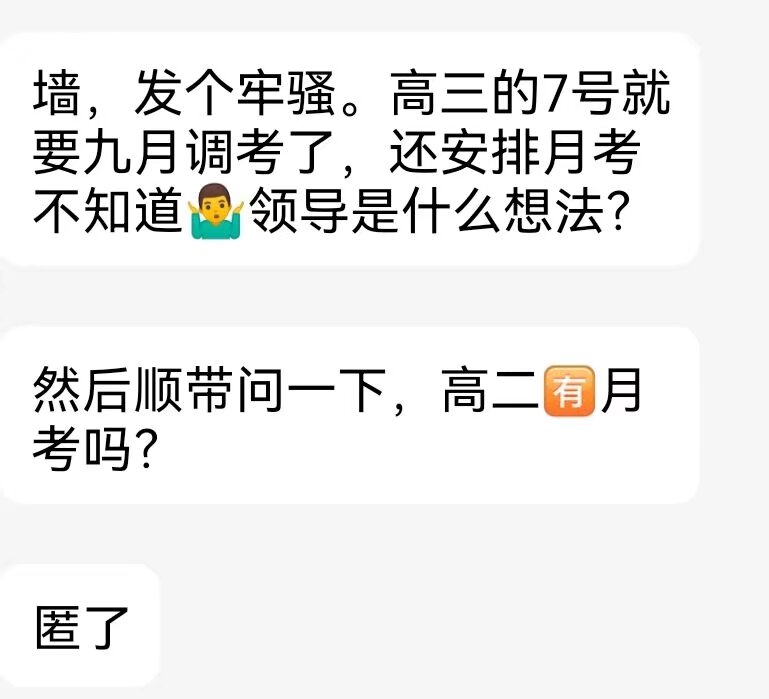 墙，发个牢骚。高三的7号就
要九月调考了，还安排月考
不知道🤷‍♂️领导是什么想法？
然后顺带问一下，高二🈶月
考吗？
匿了